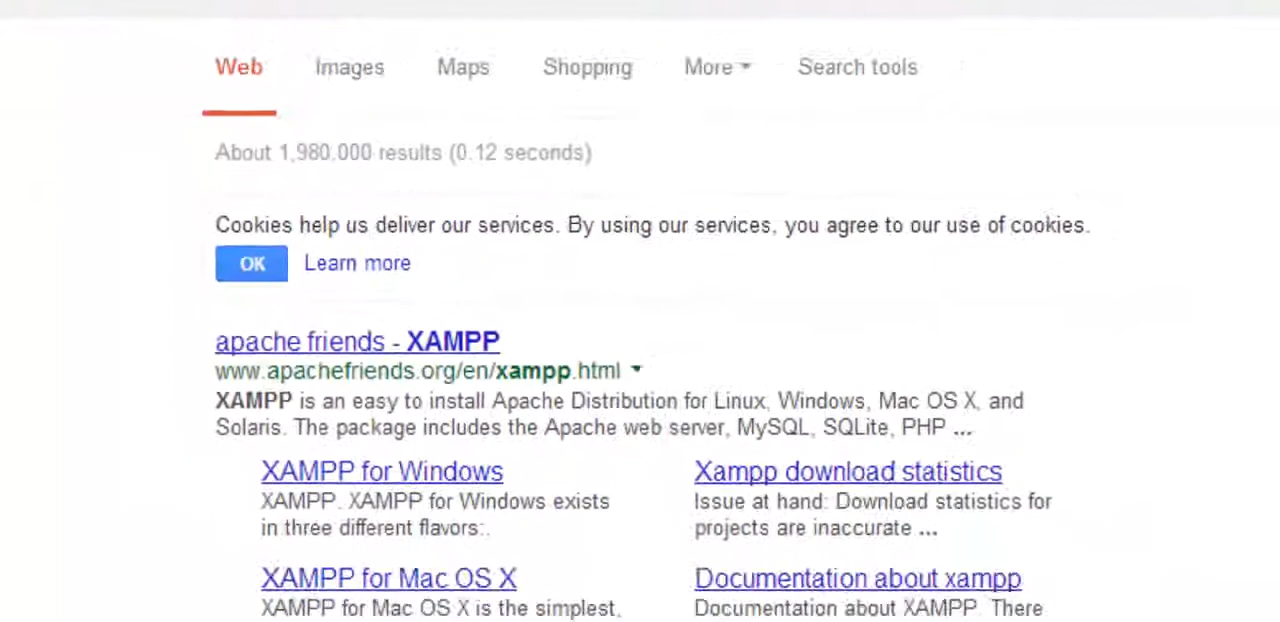 Web Images Maps Shopping More Search tools
About 1,980,000 results (0.12 seconds)
Cookies help us deliver our services. By using our services, you agree to our use of cookies.
OK Learn more
apache friends - XAMPP
www.apachefriends.org/en/xampp.html
XAMPP is an easy to install Apache Distribution for Linux, Windows, Mac OS X, and
Solaris. The package includes the Apache web server, MySQL, SQLite, PHP ...
XAMPP for Windows
XAMPP. XAMPP for Windows exists
in three different flavors:.
Xampp download statistics
Issue at hand: Download statistics for
projects are inaccurate ...
XAMPP for Mac OS X
XAMPP for Mac OS X is the simplest,
Documentation about xampp
Documentation about XAMPP. There